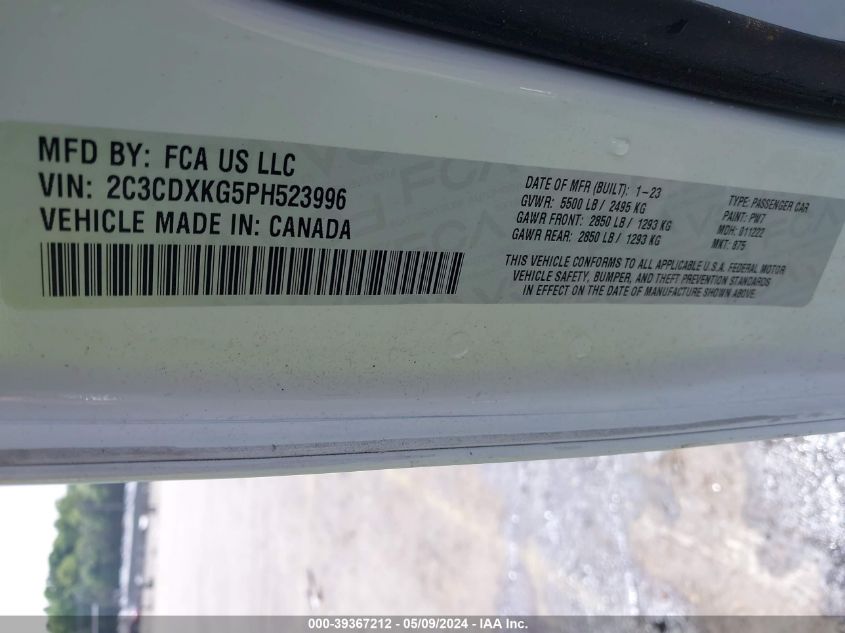 MFD BY: FCA US LLC
VIN: 2C3CDXKG5PH523996
VEHICLE MADE IN: CANADA
DATE OF MFR (BUILT): 1-23
GVWR: 5500 LB / 2495 KG
GAWR FRONT: 2850 LB / 1293 KG
GAWR REAR: 2850 LB / 1293 KG
TYPE: PASSENGER CAR
PAINT: PW7
MDH: 011222
MKT: 875
THIS VEHICLE CONFORMS TO ALL APPLICABLE U.S.A. FEDERAL MOTOR
VEHICLE SAFETY, BUMPER, AND THEFT PREVENTION STANDARDS
IN EFFECT ON THE DATE OF MANUFACTURE SHOWN ABOVE.
000-39367212 - 05/09/2024 - IAA Inc.